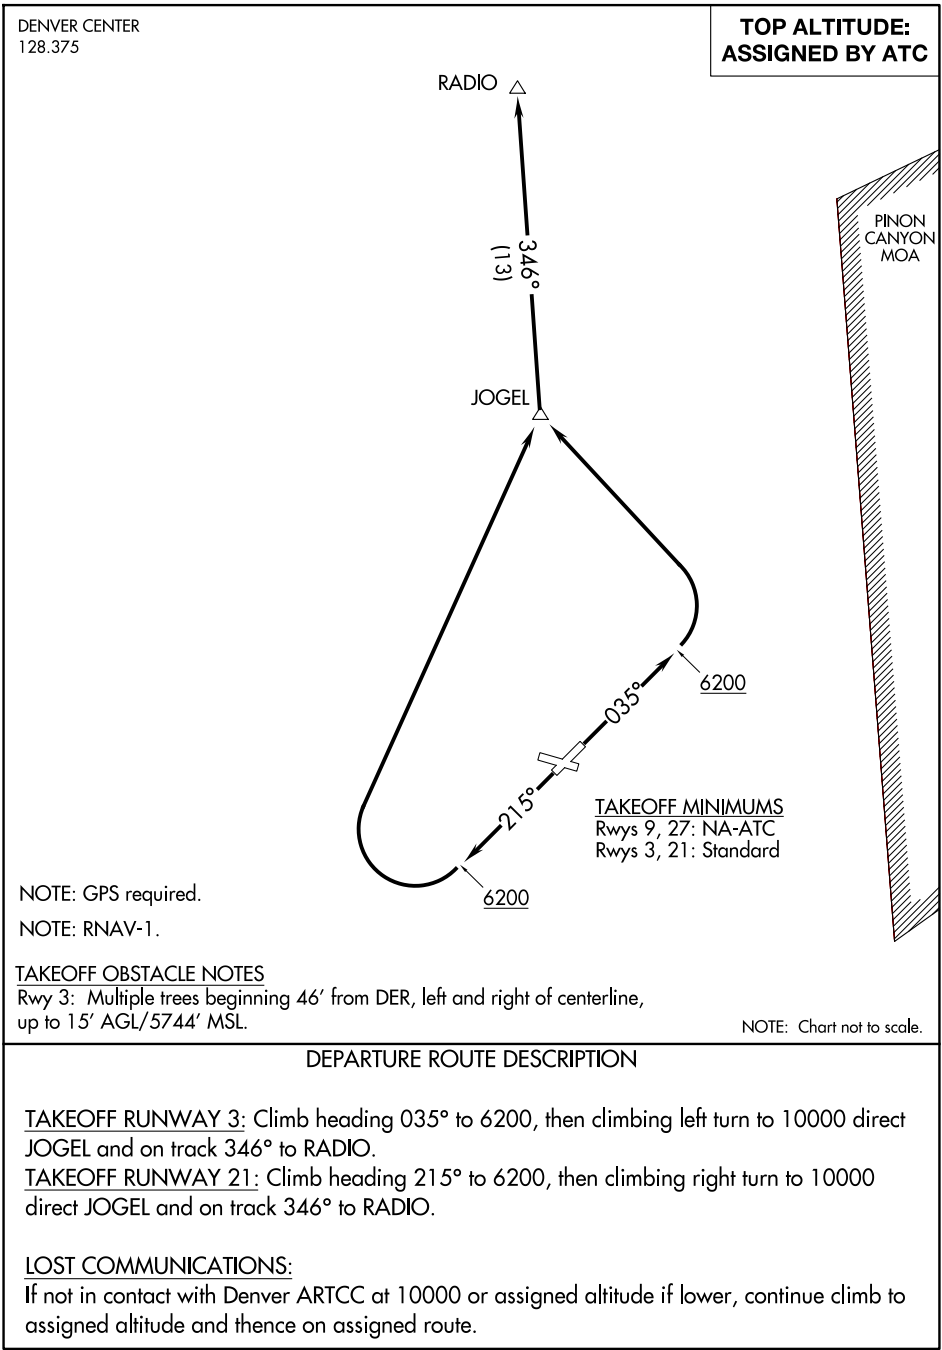 DENVER CENTER
128.375
TOP ALTITUDE:
ASSIGNED BY ATC
RADIO
PINON
CANYON
MOA
346°
(13)
JOGEL
6200
035°
215°
TAKEOFF MINIMUMS
Rwys 9, 27: NA-ATC
Rwys 3, 21: Standard
6200
NOTE: GPS required.
NOTE: RNAV-1.
TAKEOFF OBSTACLE NOTES
Rwy 3: Multiple trees beginning 46' from DER, left and right of centerline,
up to 15' AGL/5744' MSL.
NOTE: Chart not to scale.
DEPARTURE ROUTE DESCRIPTION
TAKEOFF RUNWAY 3: Climb heading 035° to 6200, then climbing left turn to 10000 direct
JOGEL and on track 346° to RADIO.
TAKEOFF RUNWAY 21: Climb heading 215° to 6200, then climbing right turn to 10000
direct JOGEL and on track 346° to RADIO.
LOST COMMUNICATIONS:
If not in contact with Denver ARTCC at 10000 or assigned altitude if lower, continue climb to
assigned altitude and thence on assigned route.